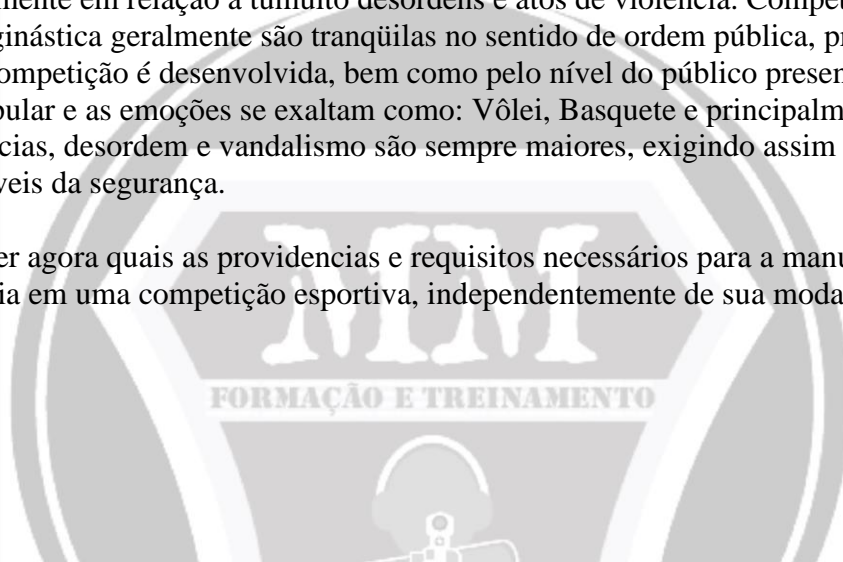 mente em relação a tumulto desordens e atos de violência. Compet
ginástica geralmente são tranqüilas no sentido de ordem pública, pr
ompetição é desenvolvida, bem como pelo nível do público presen
pular e as emoções se exaltam como: Vôlei, Basquete e principalm
cias, desordem e vandalismo são sempre maiores, exigindo assim
veis da segurança.
er agora quais as providencias e requisitos necessários para a manu
ia em uma competição esportiva, independentemente de sua moda
MM
FORMAÇÃO E TREINAMENTO